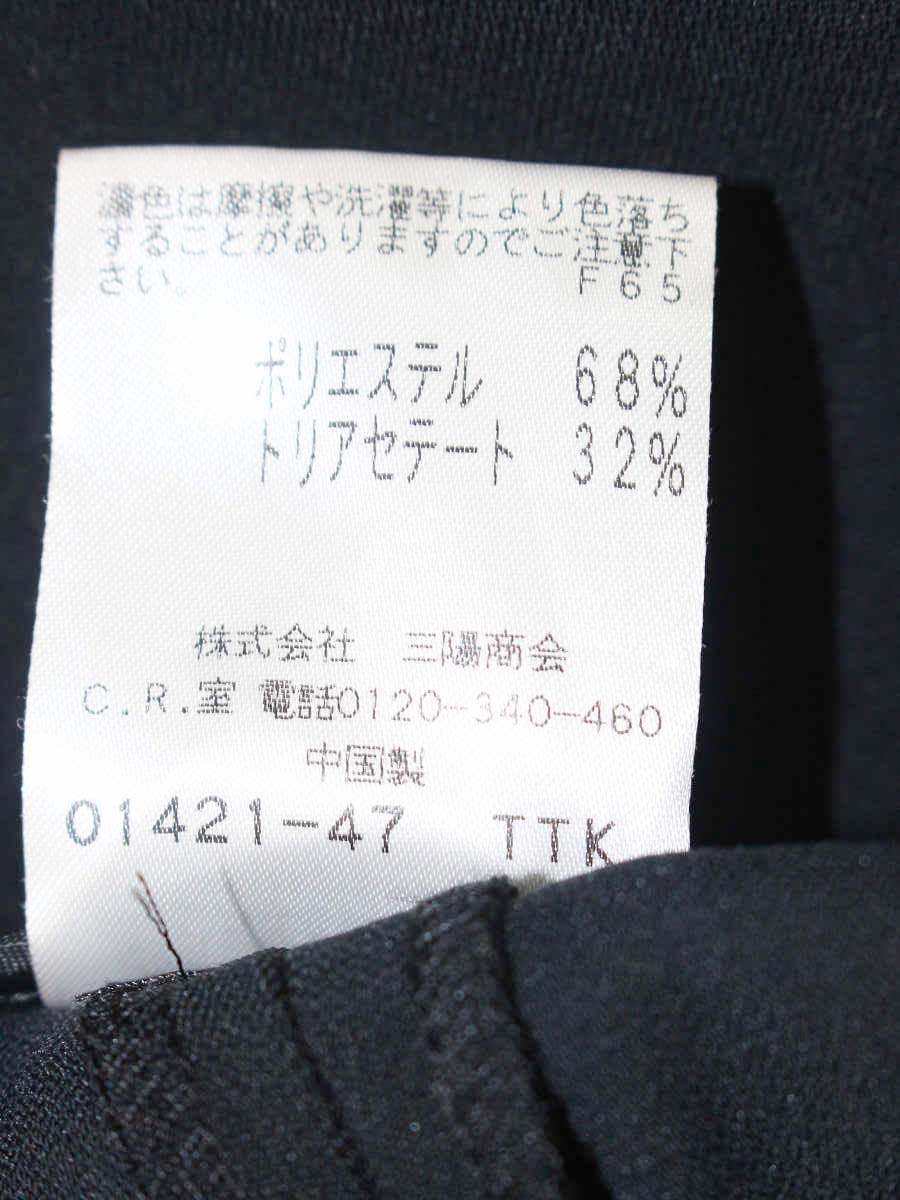 濃色は摩擦や洗濯等により色落ち
することがありますのでご注意下
さい。 F65
ポリエステル 68%
トリアセテート 32%
株式会社 三陽商会
C.R.室 電話0120-340-460
中国製
01421-47 TTK